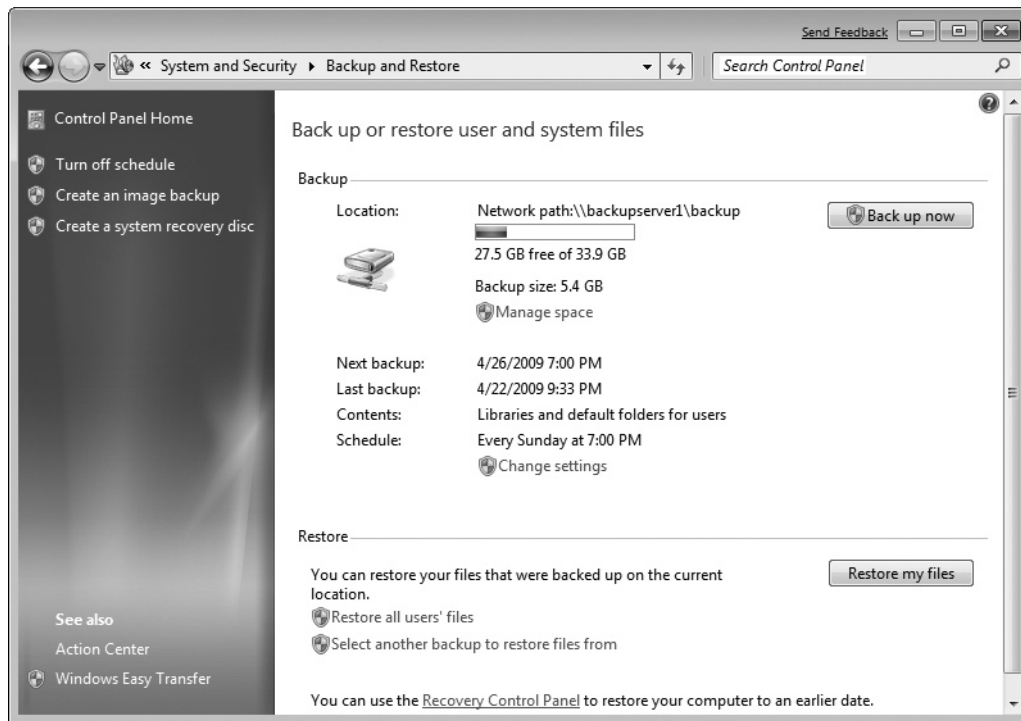 Send Feedback
« System and Security ▸ Backup and Restore
Search Control Panel
Control Panel Home
Turn off schedule
Create an image backup
Create a system recovery disc
See also
Action Center
Windows Easy Transfer
Back up or restore user and system files
Backup
Location: Network path:\\backupserver1\backup
Back up now
27.5 GB free of 33.9 GB
Backup size: 5.4 GB
Manage space
Next backup: 4/26/2009 7:00 PM
Last backup: 4/22/2009 9:33 PM
Contents: Libraries and default folders for users
Schedule: Every Sunday at 7:00 PM
Change settings
Restore
You can restore your files that were backed up on the current
location.
Restore my files
Restore all users' files
Select another backup to restore files from
You can use the Recovery Control Panel to restore your computer to an earlier date.